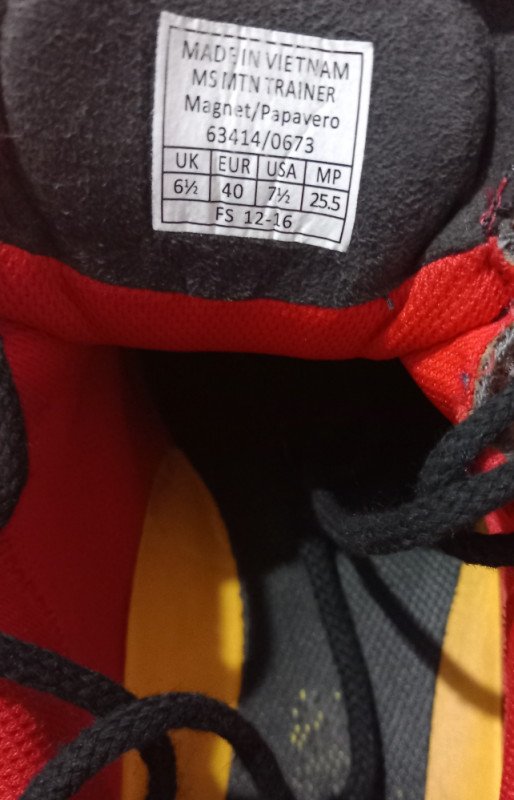 MADE IN VIETNAM
MS MTN TRAINER
Magnet/Papavero
63414/0673
UK EUR USA MP
6½ 40 7½ 25.5
FS 12-16